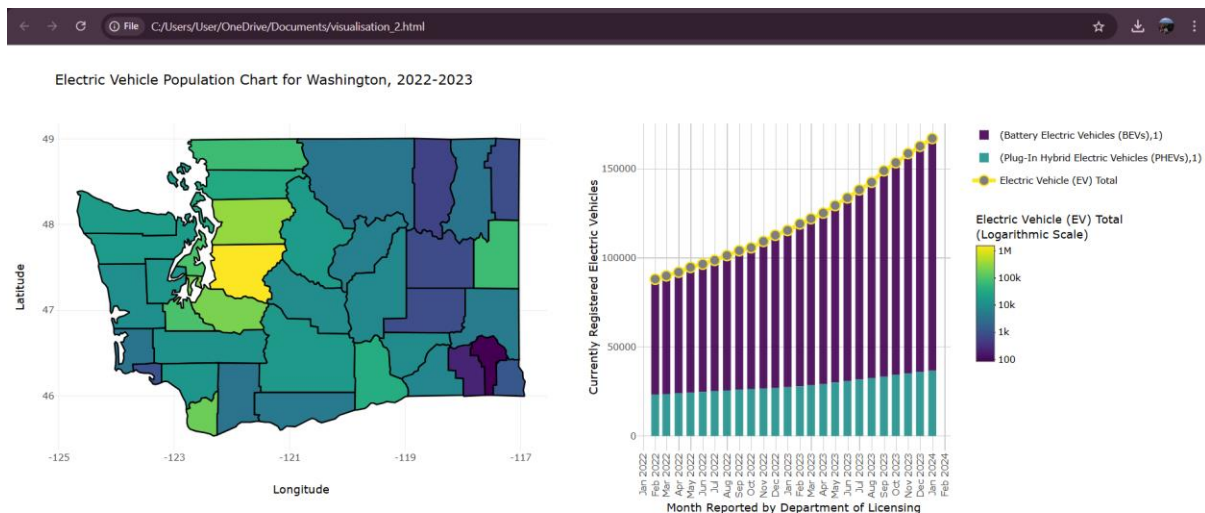 File C:/Users/User/OneDrive/Documents/visualisation_2.html
Electric Vehicle Population Chart for Washington, 2022-2023
49
48
47
46
Latitude
-125
-123
-121
-119
-117
Longitude
150000
100000
50000
0
Currently Registered Electric Vehicles
Jan 2022
Feb 2022
Mar 2022
Apr 2022
May 2022
Jun 2022
Jul 2022
Aug 2022
Sep 2022
Oct 2022
Nov 2022
Dec 2022
Jan 2023
Feb 2023
Mar 2023
Apr 2023
May 2023
Jun 2023
Jul 2023
Aug 2023
Sep 2023
Oct 2023
Nov 2023
Dec 2023
Jan 2024
Feb 2024
Month Reported by Department of Licensing
(Battery Electric Vehicles (BEVs),1)
(Plug-In Hybrid Electric Vehicles (PHEVs),1)
Electric Vehicle (EV) Total
Electric Vehicle (EV) Total
(Logarithmic Scale)
1M
100k
10k
1k
100